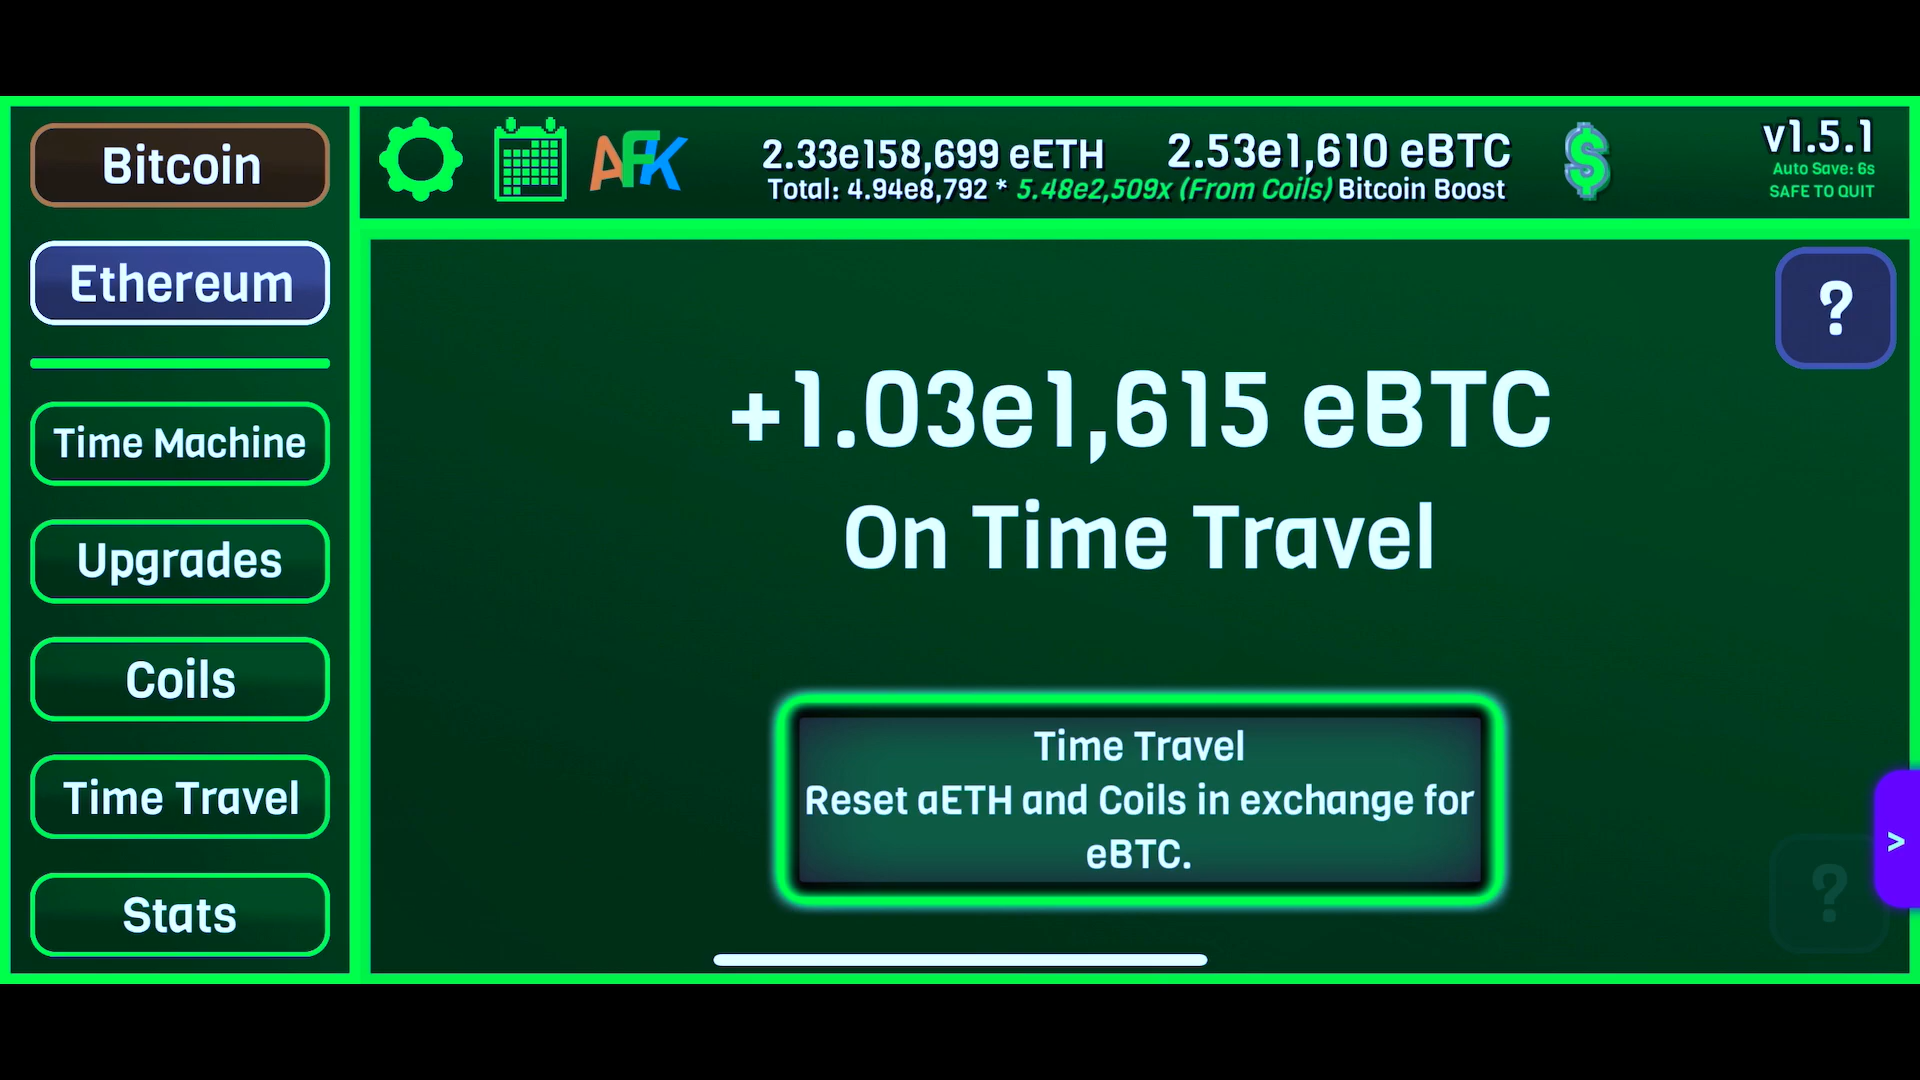 Bitcoin
Ethereum
Time Machine
Upgrades
Coils
Time Travel
Stats
AFK
2.33e158,699 eETH
2.53e1,610 eBTC
Total: 4.94e8,792 * 5.48e2,509x (From Coils) Bitcoin Boost
$
v1.5.1
Auto Save: 6s
SAFE TO QUIT
?
+1.03e1,615 eBTC
On Time Travel
Time Travel
Reset aETH and Coils in exchange for
eBTC.
>
?